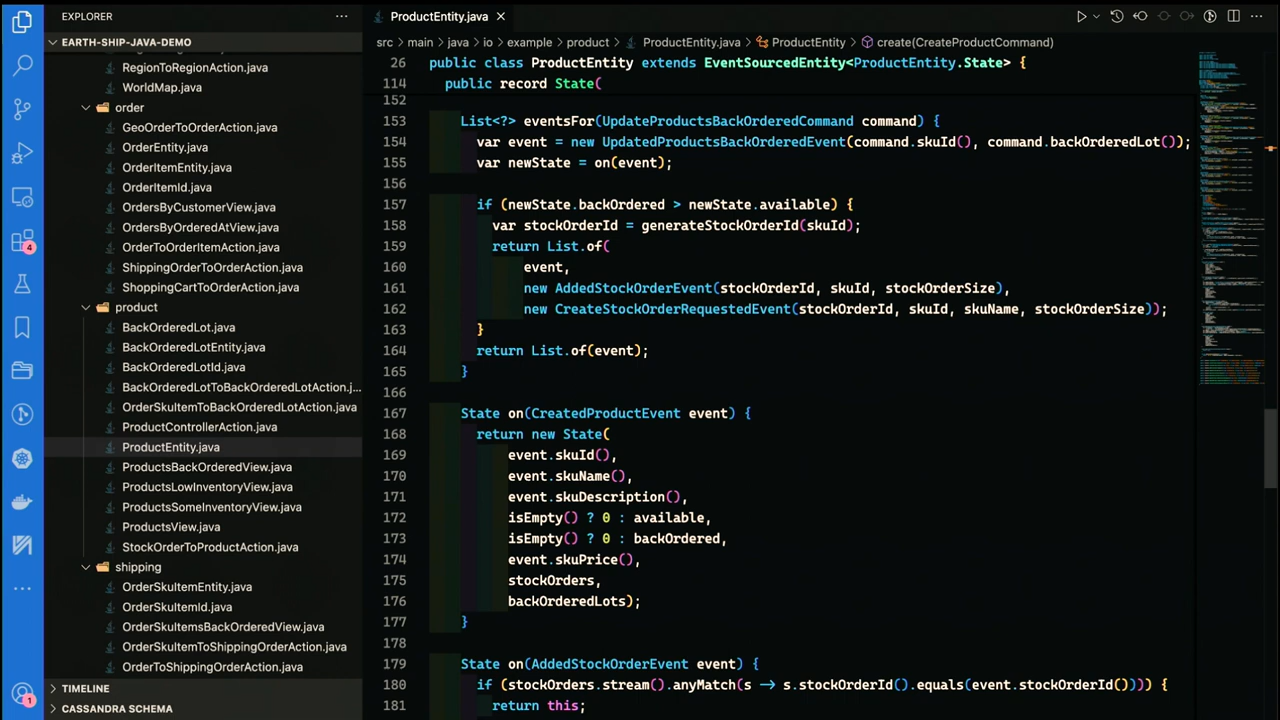 EXPLORER
ProductEntity.java
EARTH-SHIP-JAVA-DEMO
src > main > java > io > example > product > ProductEntity.java > ProductEntity > create(CreateProductCommand)
RegionToRegionAction.java
WorldMap.java
order
GeoOrderToOrderAction.java
OrderEntity.java
OrderItemEntity.java
OrderItemId.java
OrdersByCustomerView.java
OrdersByOrderedAtView.java
OrderToOrderItemAction.java
ShippingOrderToOrderAction.java
ShoppingCartToOrderAction.java
product
BackOrderedLot.java
BackOrderedLotEntity.java
BackOrderedLotId.java
BackOrderedLotToBackOrderedLotAction.j...
OrderSkuItemToBackOrderedLotAction.java
ProductControllerAction.java
ProductEntity.java
ProductsBackOrderedView.java
ProductsLowInventoryView.java
ProductsSomeInventoryView.java
ProductsView.java
StockOrderToProductAction.java
shipping
OrderSkuItemEntity.java
OrderSkuItemId.java
OrderSkuItemsBackOrderedView.java
OrderSkuItemToShippingOrderAction.java
OrderToShippingOrderAction.java
TIMELINE
CASSANDRA SCHEMA
4
1
26 public class ProductEntity extends EventSourcedEntity<ProductEntity.State> {
114 public record State(
152
153 List<?> eventsFor(UpdateProductsBackOrderedCommand command) {
154 var event = new UpdatedProductsBackOrderedEvent(command.skuId(), command.backOrderedLot());
155 var newState = on(event);
156
157 if (newState.backOrdered > newState.available) {
158 var stockOrderId = generateStockOrderId(skuId);
159 return List.of(
160 event,
161 new AddedStockOrderEvent(stockOrderId, skuId, stockOrderSize),
162 new CreateStockOrderRequestedEvent(stockOrderId, skuId, skuName, stockOrderSize));
163 }
164 return List.of(event);
165 }
166
167 State on(CreatedProductEvent event) {
168 return new State(
169 event.skuId(),
170 event.skuName(),
171 event.skuDescription(),
172 isEmpty() ? 0 : available,
173 isEmpty() ? 0 : backOrdered,
174 event.skuPrice(),
175 stockOrders,
176 backOrderedLots);
177 }
178
179 State on(AddedStockOrderEvent event) {
180 if (stockOrders.stream().anyMatch(s -> s.stockOrderId().equals(event.stockOrderId()))) {
181 return this;